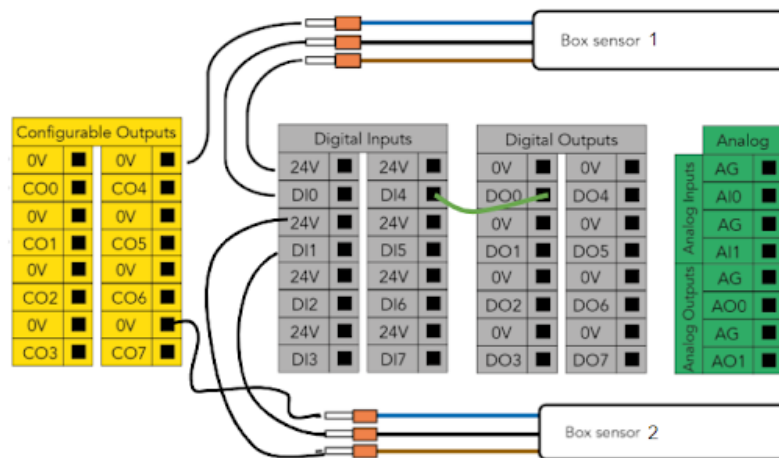 Box sensor 1
Configurable Outputs
0V 0V
CO0 CO4
0V 0V
CO1 CO5
0V 0V
CO2 CO6
0V 0V
CO3 CO7
Digital Inputs
24V 24V
DI0 DI4
24V 24V
DI1 DI5
24V 24V
DI2 DI6
24V 24V
DI3 DI7
Digital Outputs
0V 0V
DO0 DO4
0V 0V
DO1 DO5
0V 0V
DO2 DO6
0V 0V
DO3 DO7
Analog
Analog Inputs
AG
AI0
AG
AI1
Analog Outputs
AG
AO0
AG
AO1
Box sensor 2